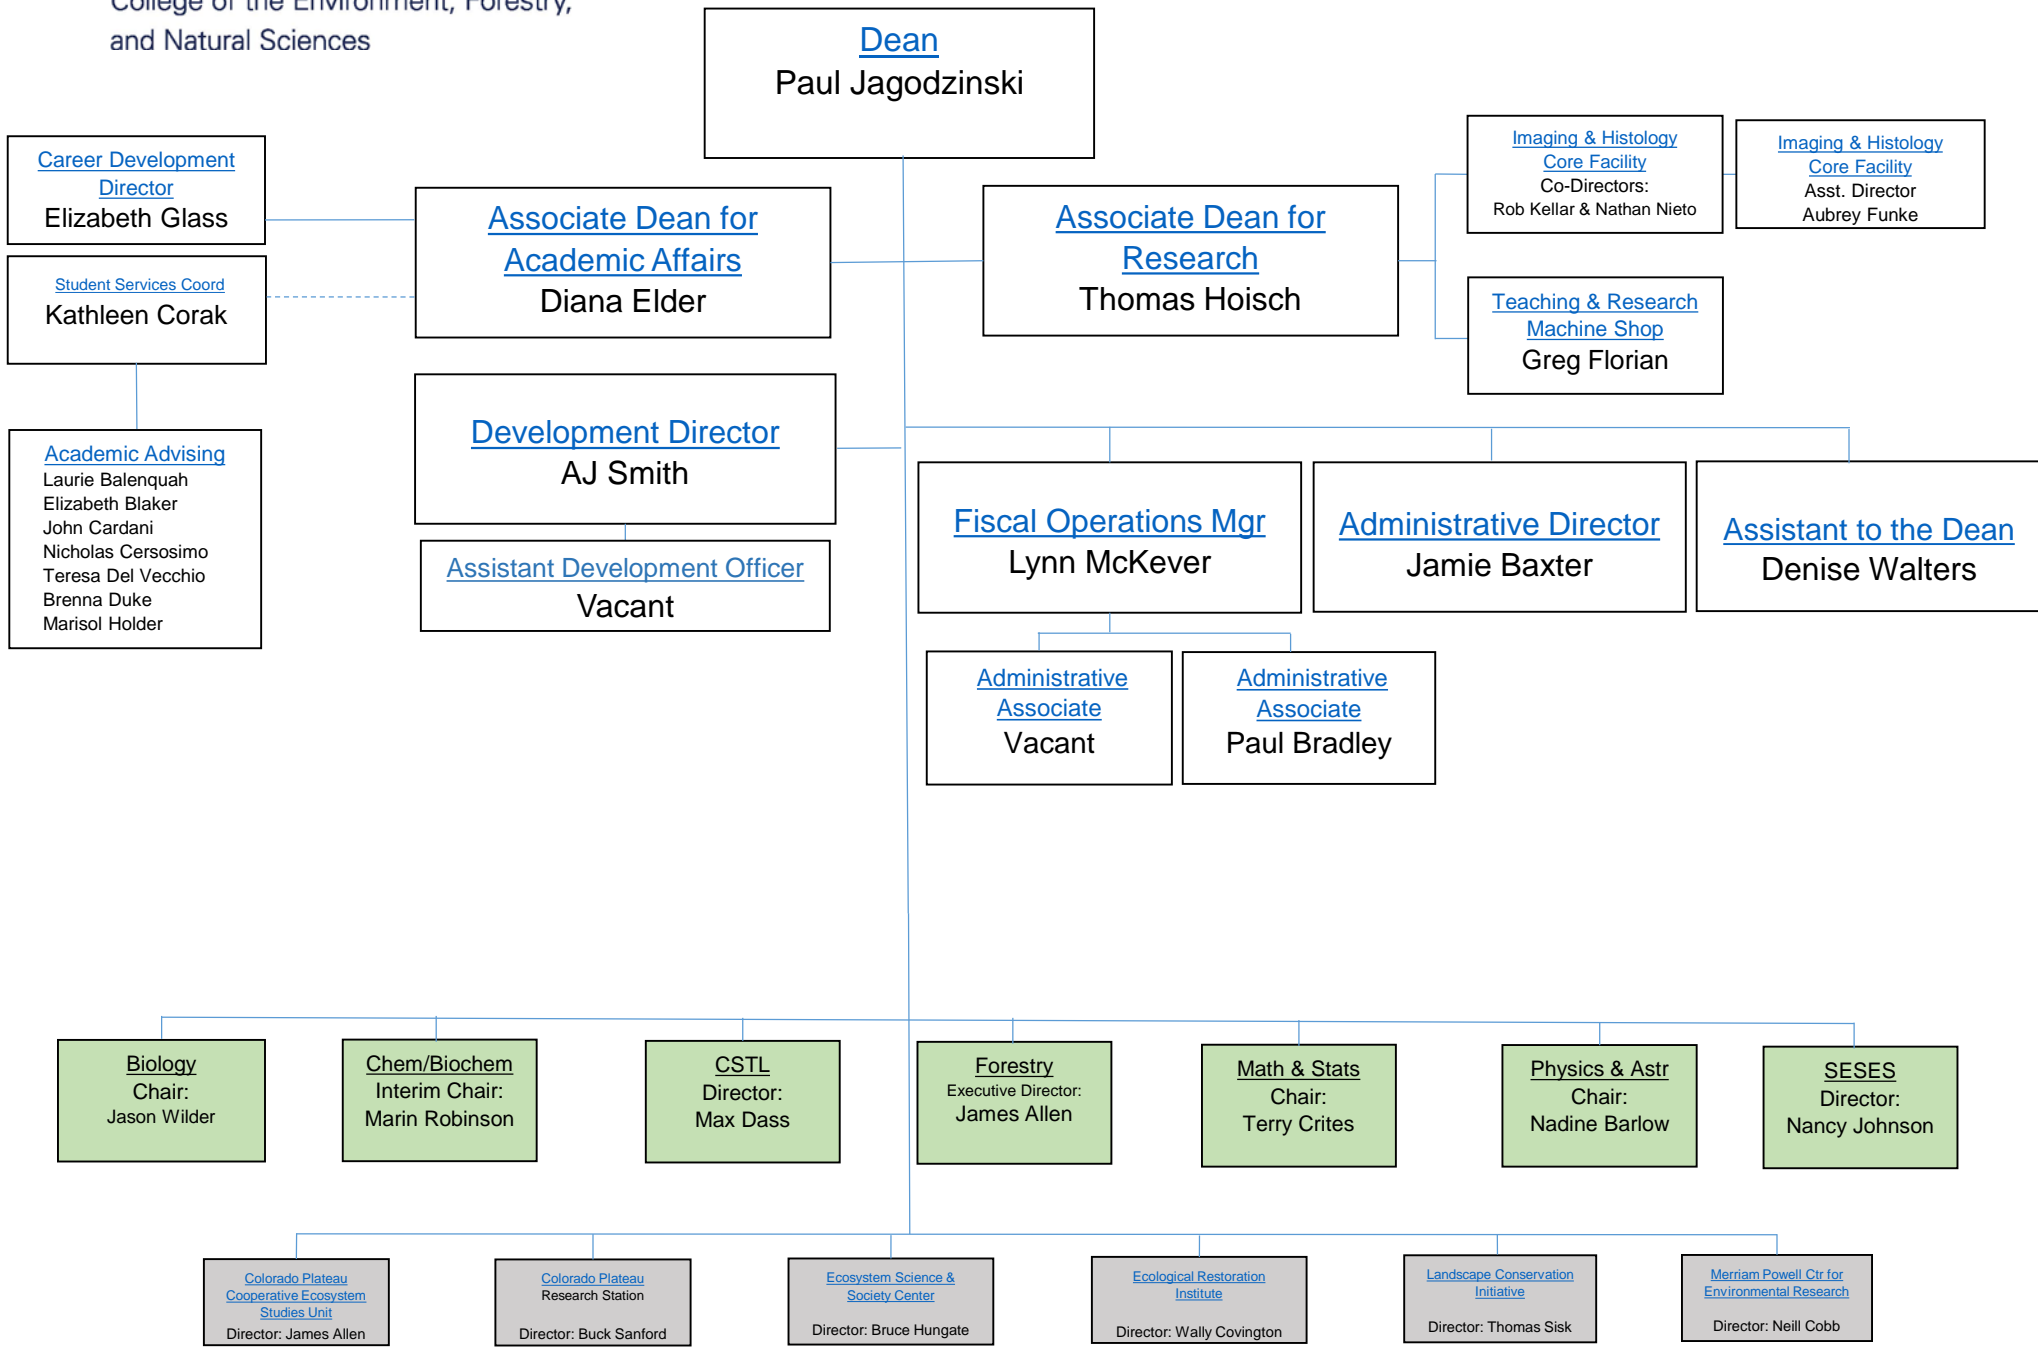 College of the Environment, Forestry,
and Natural Sciences
Dean
Paul Jagodzinski
Career Development
Director
Elizabeth Glass
Student Services Coord
Kathleen Corak
Academic Advising
Laurie Balenquah
Elizabeth Blaker
John Cardani
Nicholas Cersosimo
Teresa Del Vecchio
Brenna Duke
Marisol Holder
Associate Dean for
Academic Affairs
Diana Elder
Associate Dean for
Research
Thomas Hoisch
Imaging & Histology
Core Facility
Co-Directors:
Rob Kellar & Nathan Nieto
Imaging & Histology
Core Facility
Asst. Director
Aubrey Funke
Teaching & Research
Machine Shop
Greg Florian
Development Director
AJ Smith
Assistant Development Officer
Vacant
Fiscal Operations Mgr
Lynn McKever
Administrative Director
Jamie Baxter
Assistant to the Dean
Denise Walters
Administrative
Associate
Vacant
Administrative
Associate
Paul Bradley
Biology
Chair:
Jason Wilder
Chem/Biochem
Interim Chair:
Marin Robinson
CSTL
Director:
Max Dass
Forestry
Executive Director:
James Allen
Math & Stats
Chair:
Terry Crites
Physics & Astr
Chair:
Nadine Barlow
SESES
Director:
Nancy Johnson
Colorado Plateau
Cooperative Ecosystem
Studies Unit
Director: James Allen
Colorado Plateau
Research Station
Director: Buck Sanford
Ecosystem Science &
Society Center
Director: Bruce Hungate
Ecological Restoration
Institute
Director: Wally Covington
Landscape Conservation
Initiative
Director: Thomas Sisk
Merriam Powell Ctr for
Environmental Research
Director: Neill Cobb